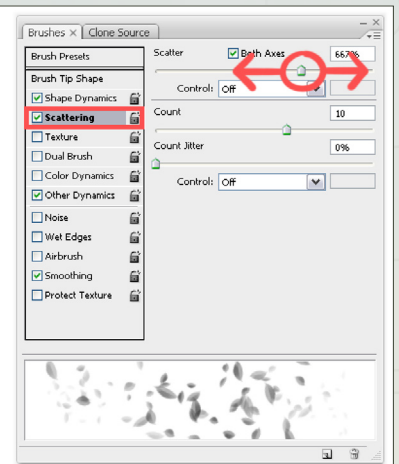 Brushes × Clone Source
Brush Presets
Brush Tip Shape
Shape Dynamics
Scattering
Texture
Dual Brush
Color Dynamics
Other Dynamics
Noise
Wet Edges
Airbrush
Smoothing
Protect Texture
Scatter Both Axes 667%
Control: Off
Count 10
Count Jitter 0%
Control: Off